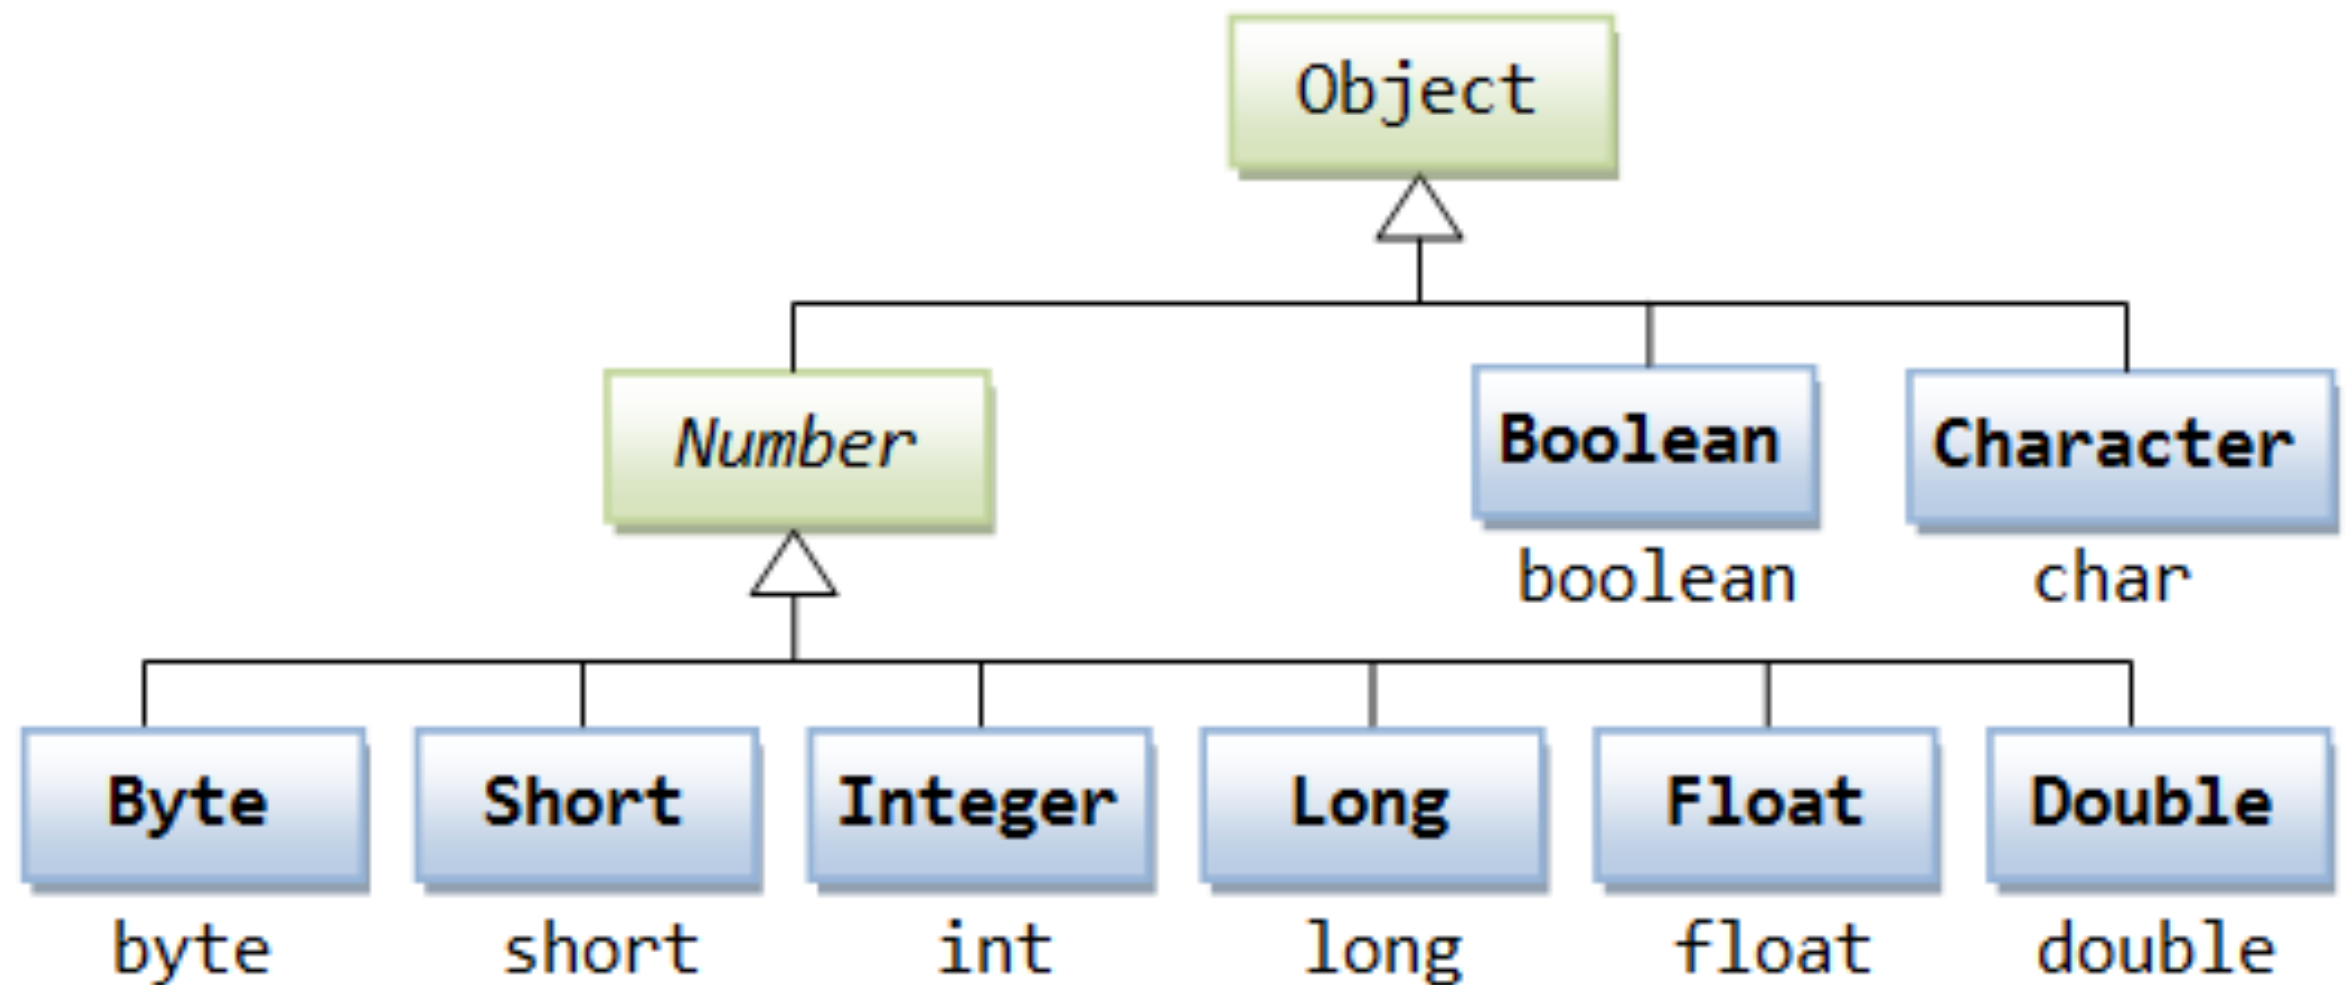 Object
Number
Boolean
Character
boolean
char
Byte
Short
Integer
Long
Float
Double
byte
short
int
long
float
double